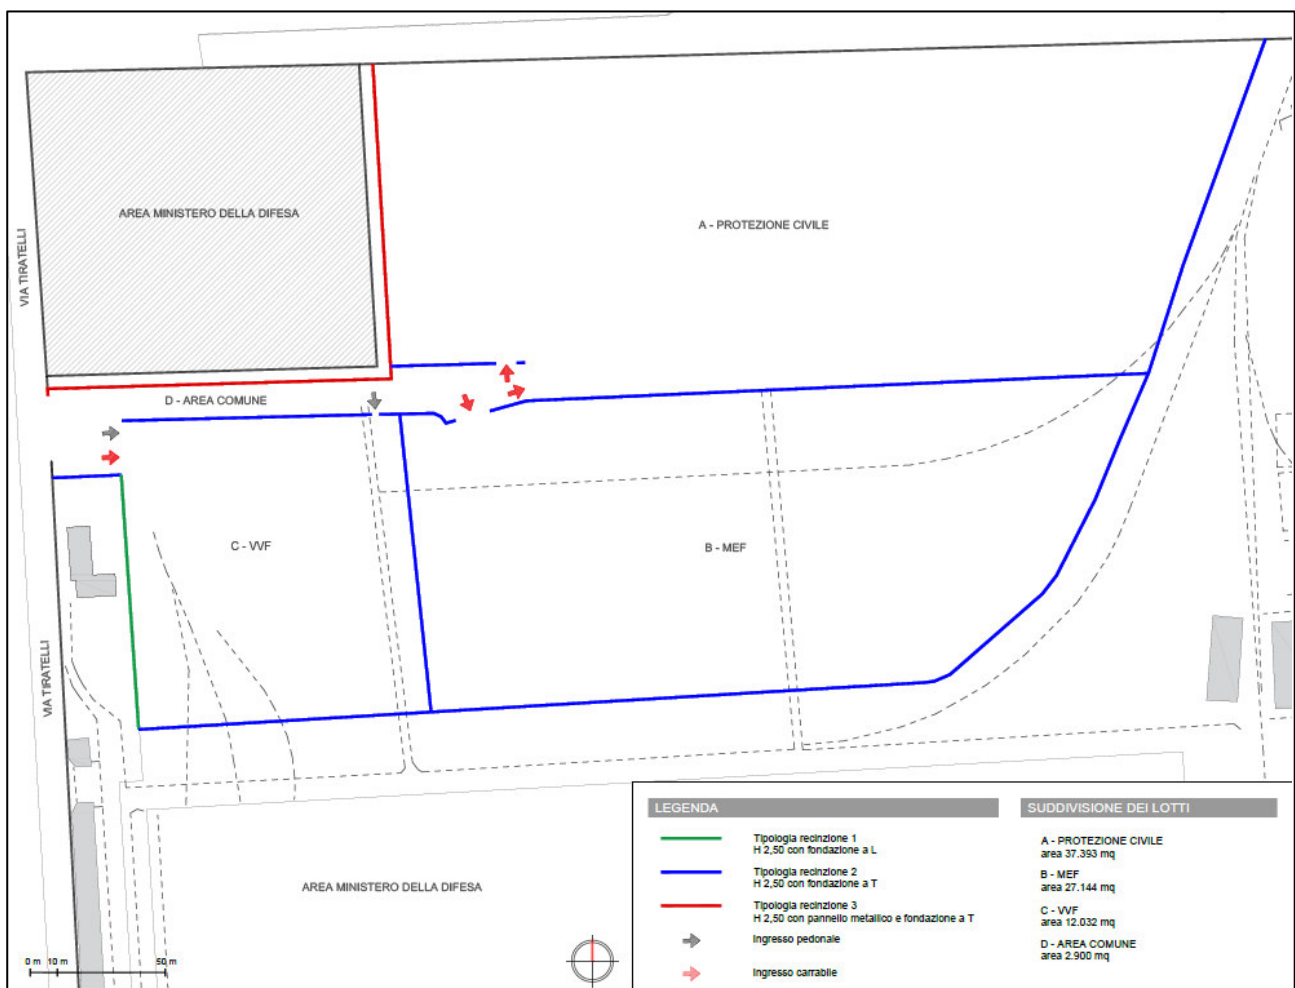 AREA MINISTERO DELLA DIFESA
A - PROTEZIONE CIVILE
VIA TIRATELLI
D - AREA COMUNE
C - VVF
B - MEF
VIA TIRATELLI
AREA MINISTERO DELLA DIFESA
0 m 10 m 50 m
LEGENDA
Tipologia recinzione 1
H 2,50 con fondazione a L
Tipologia recinzione 2
H 2,50 con fondazione a T
Tipologia recinzione 3
H 2,50 con pannello metallico e fondazione a T
Ingresso pedonale
Ingresso carrabile
SUDDIVISIONE DEI LOTTI
A - PROTEZIONE CIVILE
area 37.393 mq
B - MEF
area 27.144 mq
C - VVF
area 12.032 mq
D - AREA COMUNE
area 2.900 mq